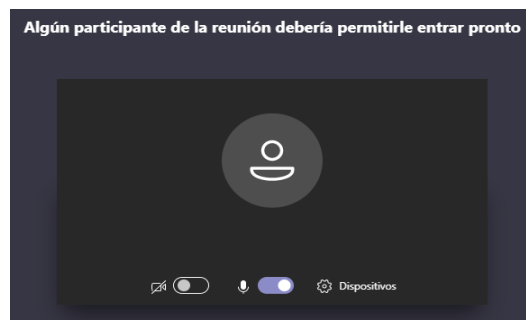 Algún participante de la reunión debería permitirle entrar pronto
Dispositivos